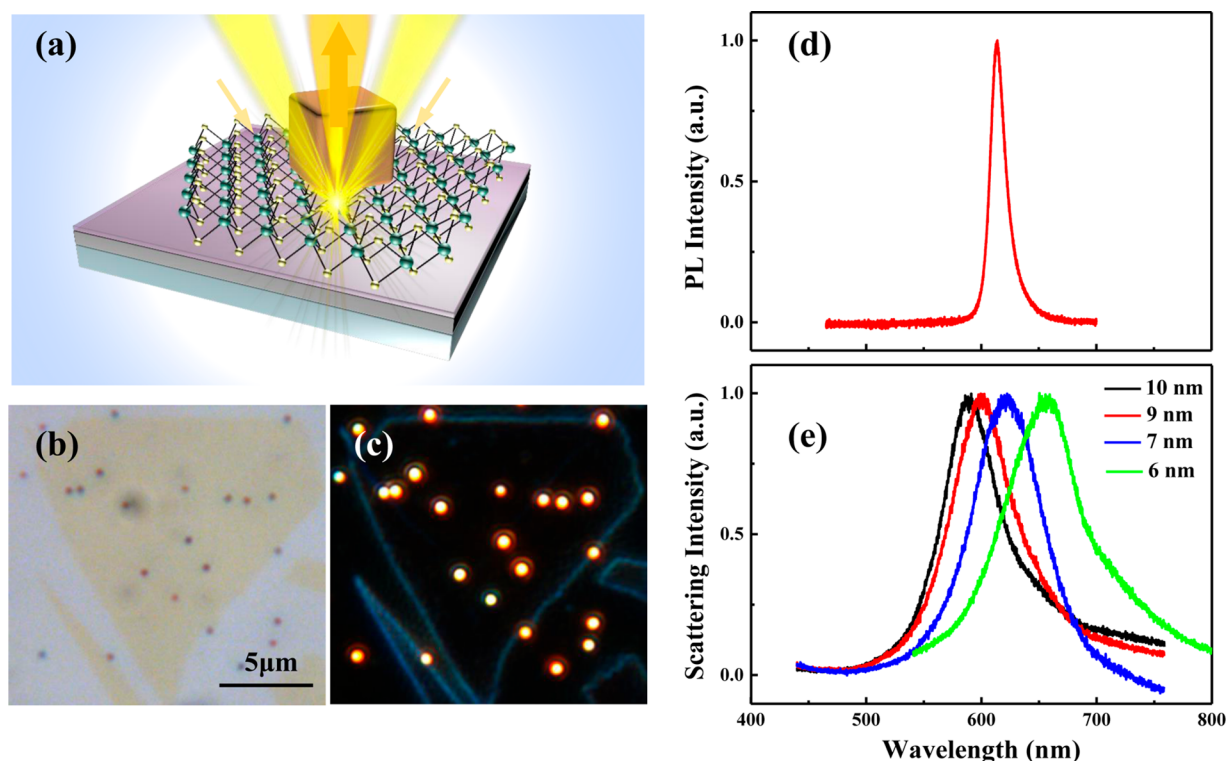 (a)
(b)
5μm
(c)
(d)
PL Intensity (a.u.)
1.0
0.5
0.0
(e)
Scattering Intensity (a.u.)
1.0
0.5
0.0
10 nm
9 nm
7 nm
6 nm
400 500 600 700 800
Wavelength (nm)